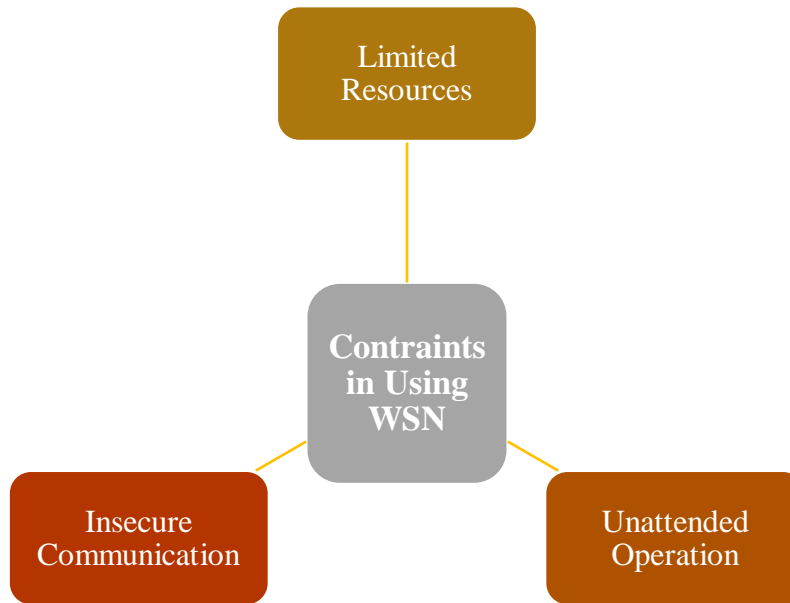 Limited
Resources
Contraints
in Using
WSN
Insecure
Communication
Unattended
Operation